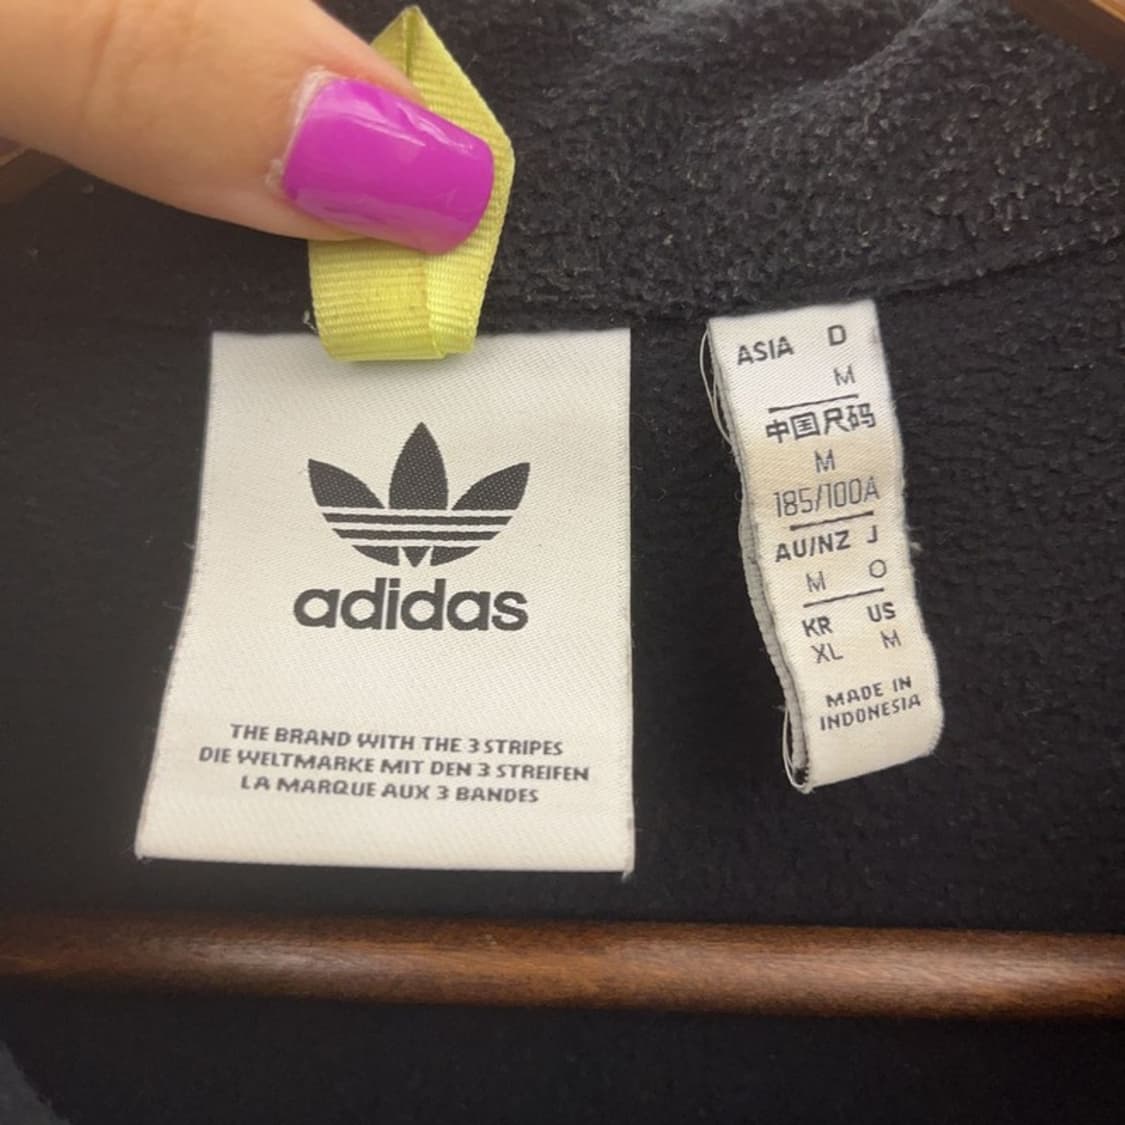 adidas
THE BRAND WITH THE 3 STRIPES
DIE WELTMARKE MIT DEN 3 STREIFEN
LA MARQUE AUX 3 BANDES
ASIA D
M
中国尺码
M
185/100A
AU/NZ J
M O
KR US
XL M
MADE IN
INDONESIA